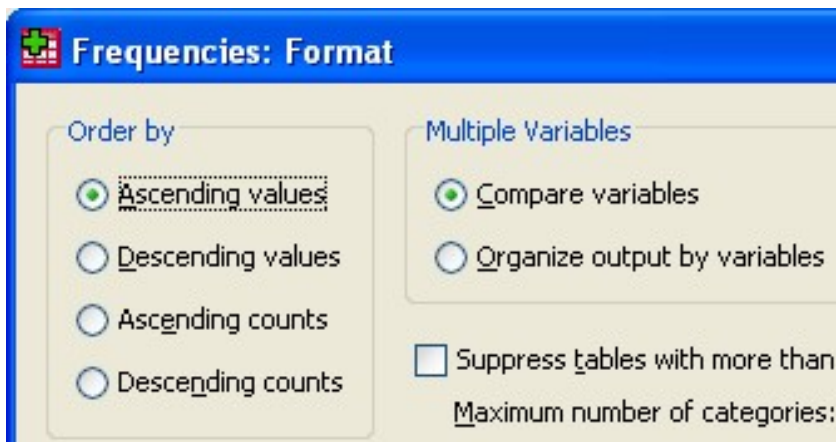 Frequencies: Format
Order by
Ascending values
Descending values
Ascending counts
Descending counts
Multiple Variables
Compare variables
Organize output by variables
Suppress tables with more than
Maximum number of categories: